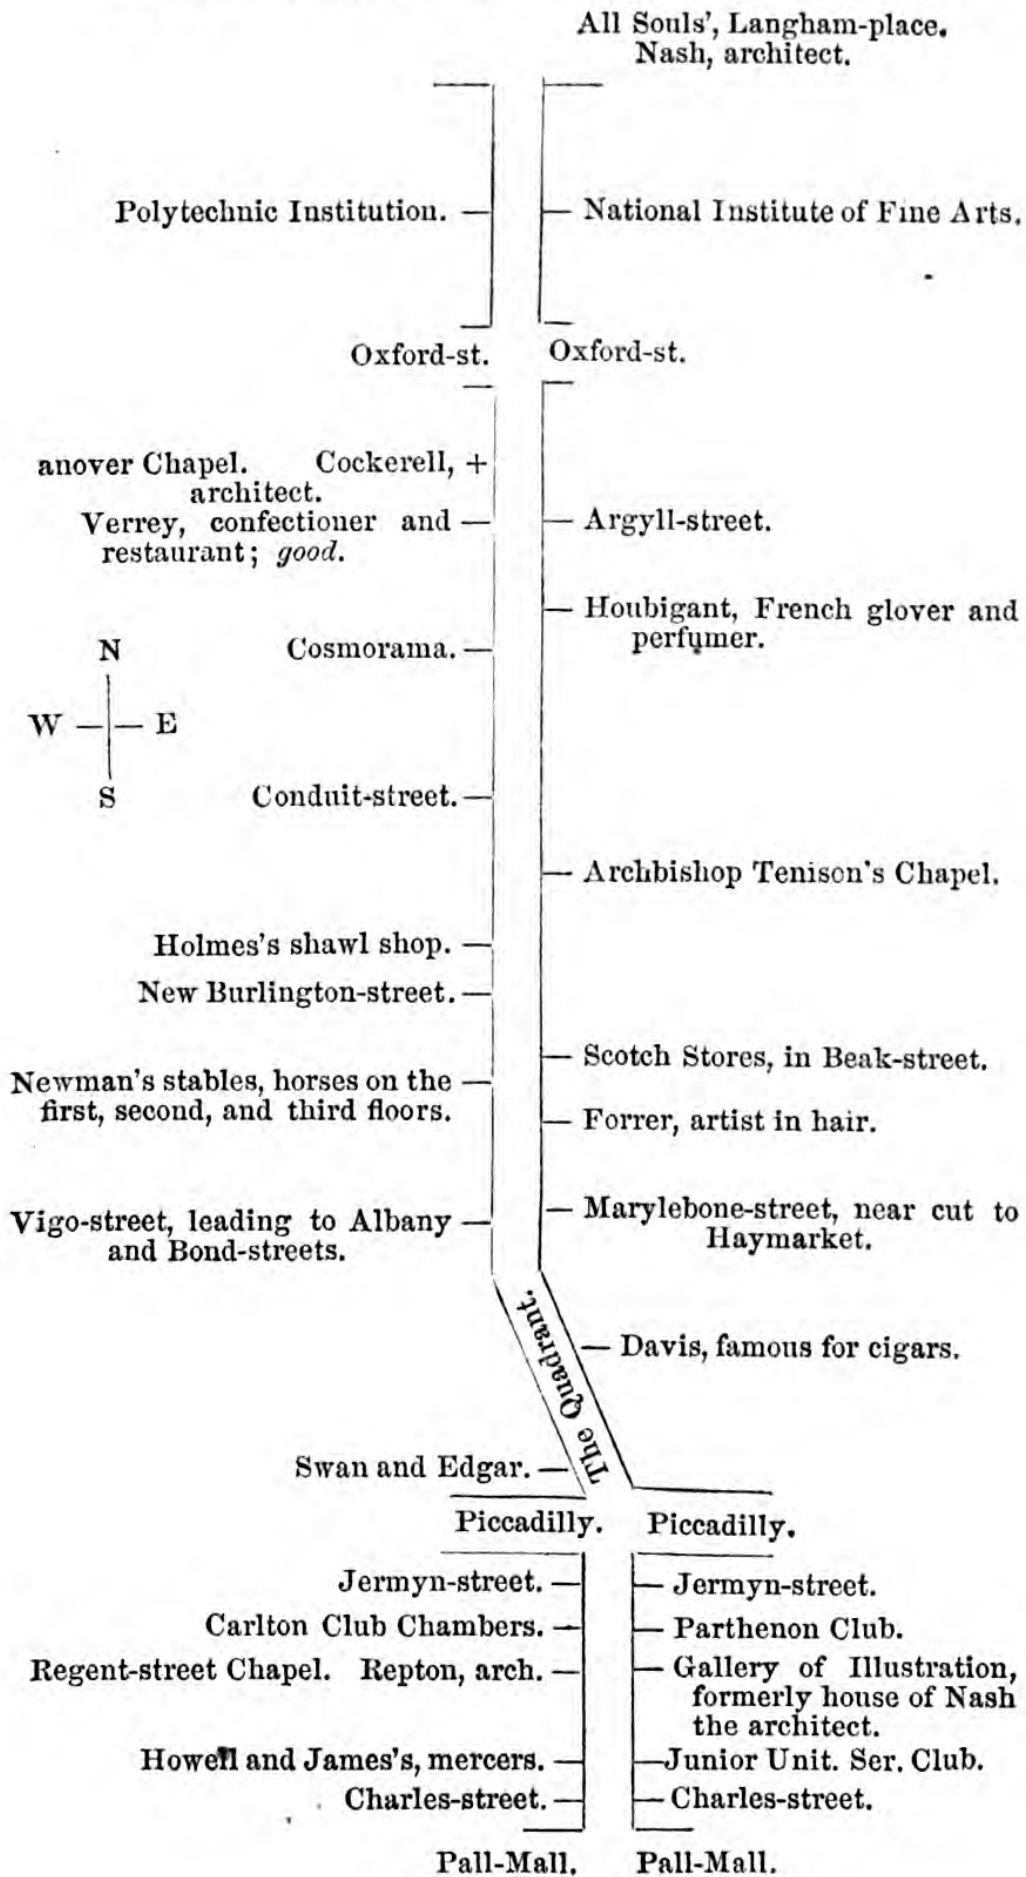 All Souls', Langham-place.
Nash, architect.
Polytechnic Institution.
National Institute of Fine Arts.
Oxford-st.
Oxford-st.
anover Chapel. Cockerell, +
architect.
Verrey, confectioner and
restaurant; good.
Argyll-street.
Houbigant, French glover and
perfumer.
Cosmorama.
N
W E
S
Conduit-street.
Archbishop Tenison's Chapel.
Holmes's shawl shop.
New Burlington-street.
Scotch Stores, in Beak-street.
Newman's stables, horses on the
first, second, and third floors.
Forrer, artist in hair.
Vigo-street, leading to Albany
and Bond-streets.
Marylebone-street, near cut to
Haymarket.
The Quadrant.
Davis, famous for cigars.
Swan and Edgar.
Piccadilly.
Piccadilly.
Jermyn-street.
Jermyn-street.
Carlton Club Chambers.
Parthenon Club.
Regent-street Chapel. Repton, arch.
Gallery of Illustration,
formerly house of Nash
the architect.
Howell and James's, mercers.
Junior Unit. Ser. Club.
Charles-street.
Charles-street.
Pall-Mall.
Pall-Mall.